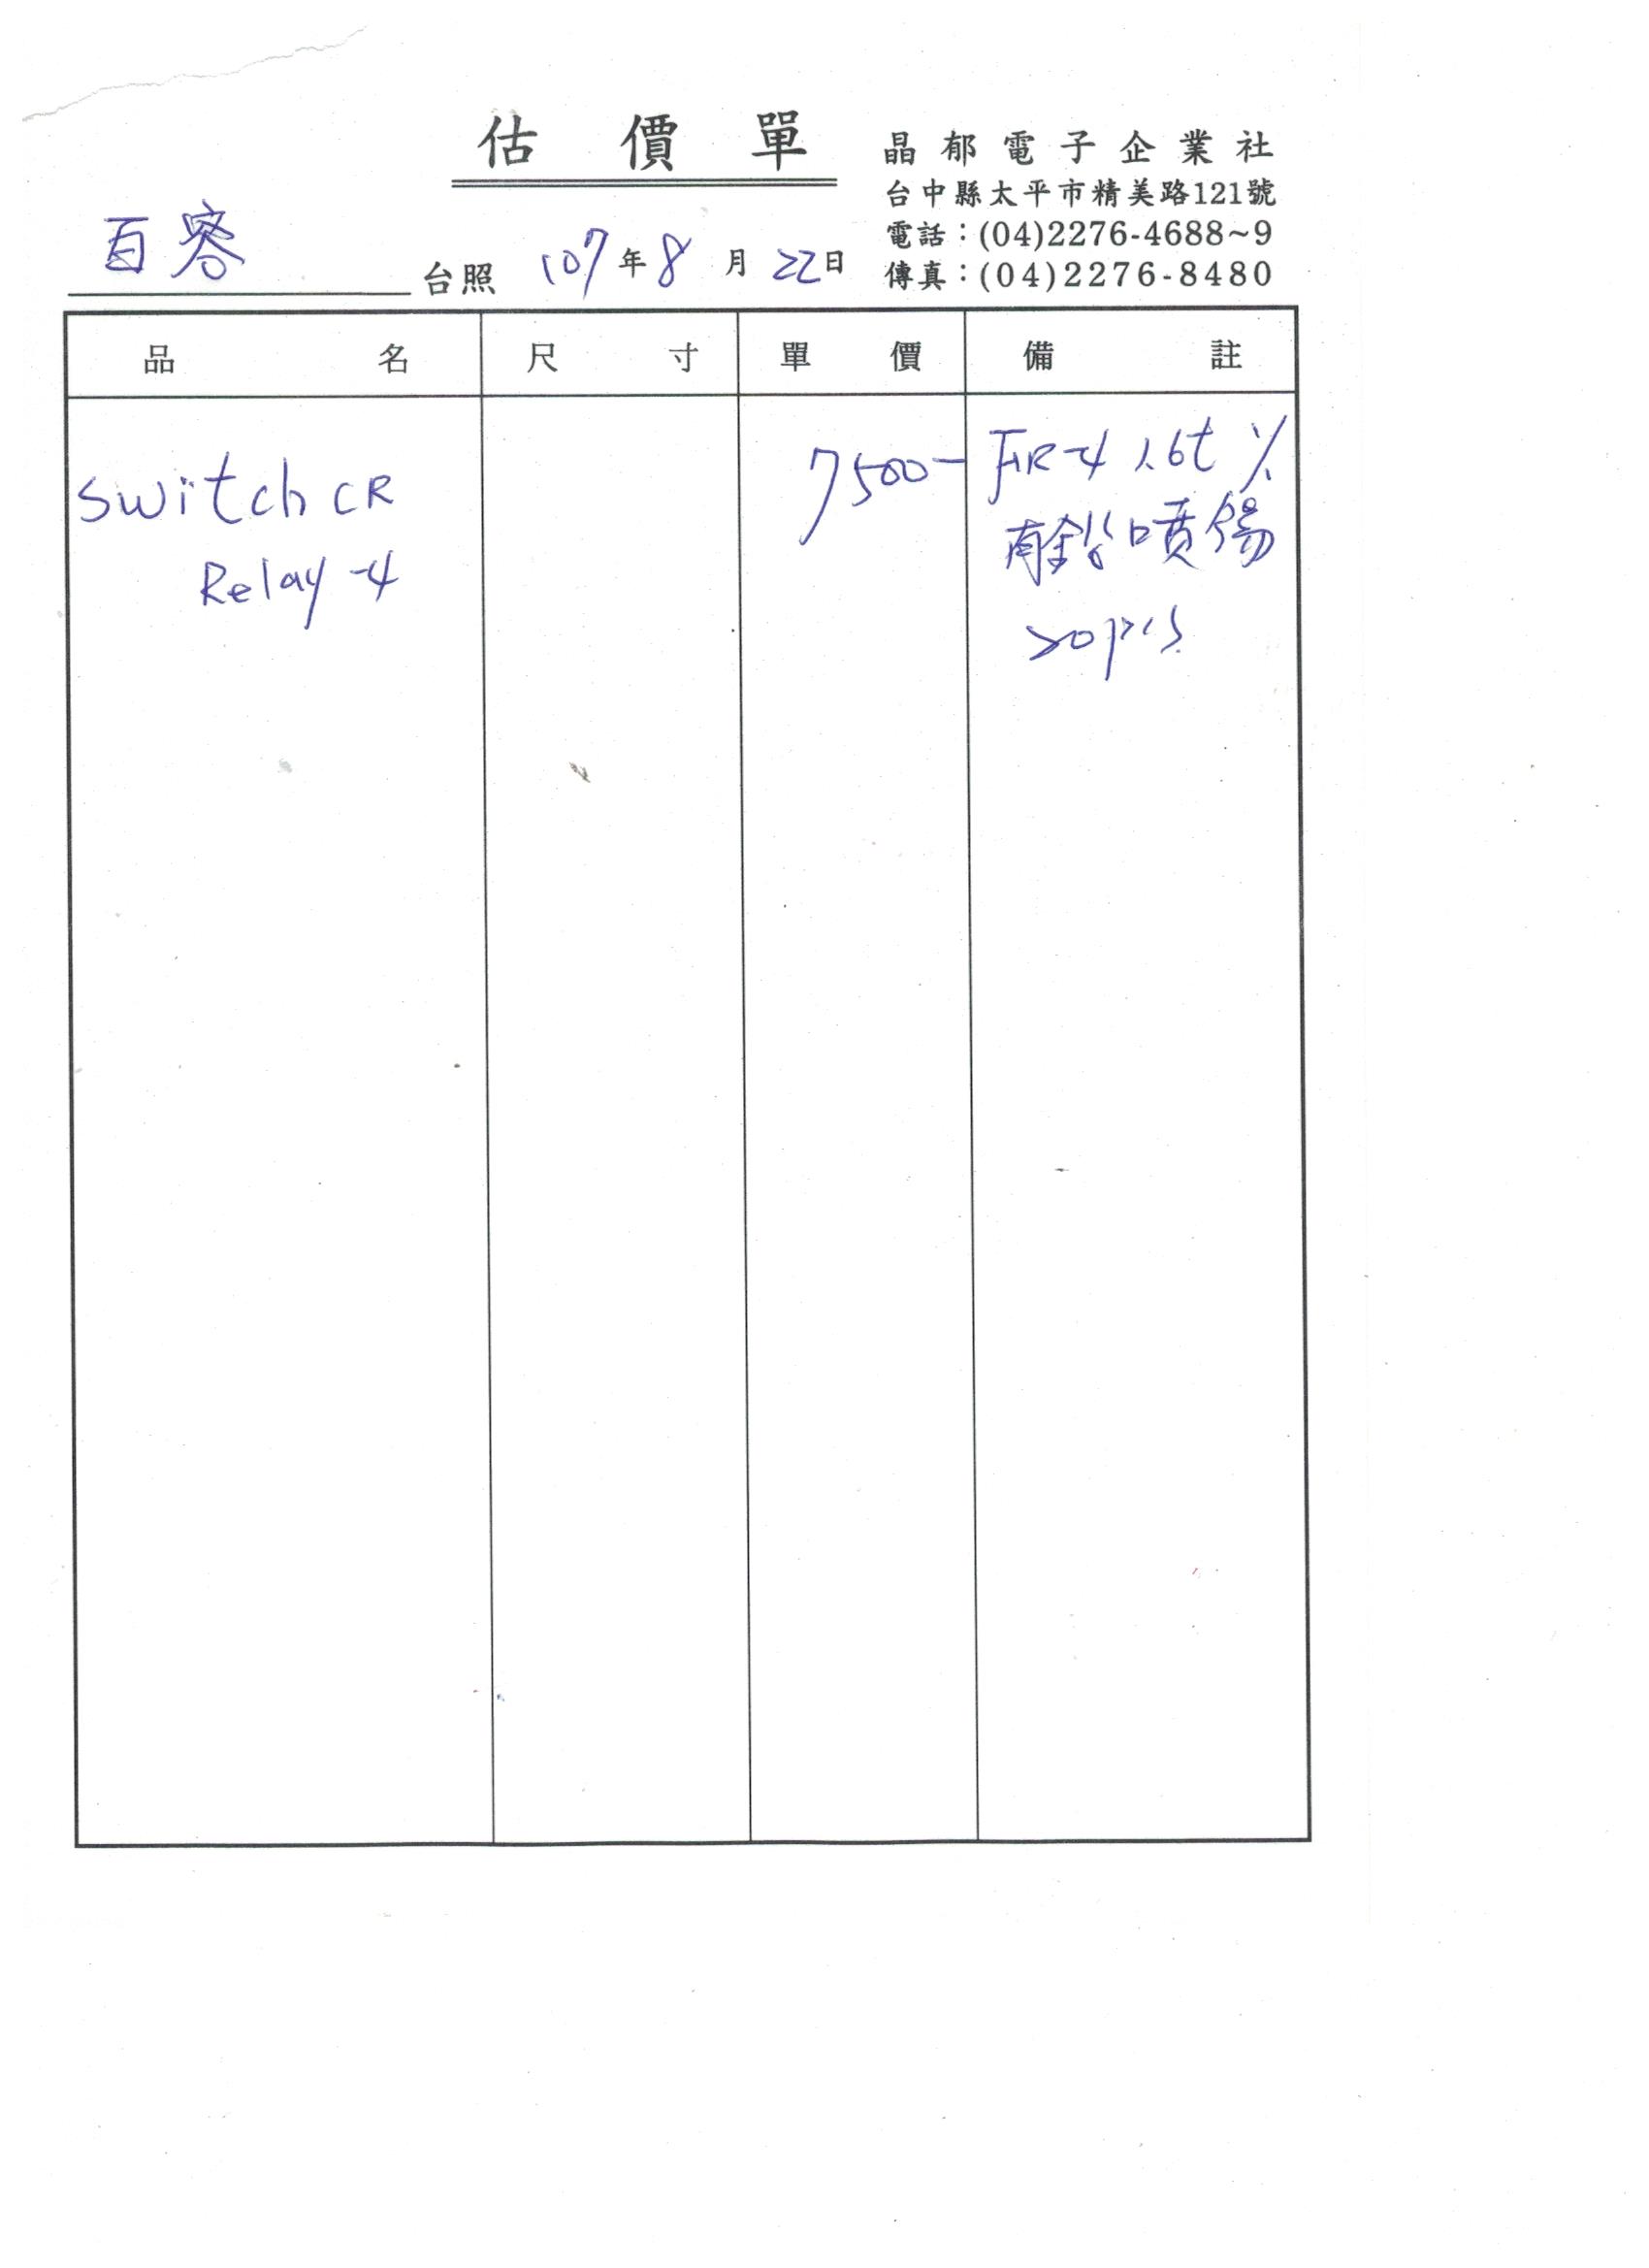 估價單
晶郁電子企業社
台中縣太平市精美路121號
電話：(04)2276-4688~9
傳真：(04)2276-8480
百容 台照 107年8月22日
品名 尺寸 單價 備註
Switch CR 7500- FR-4 1.6t 1/1
Relay-4 有鉛噴錫
20pcs